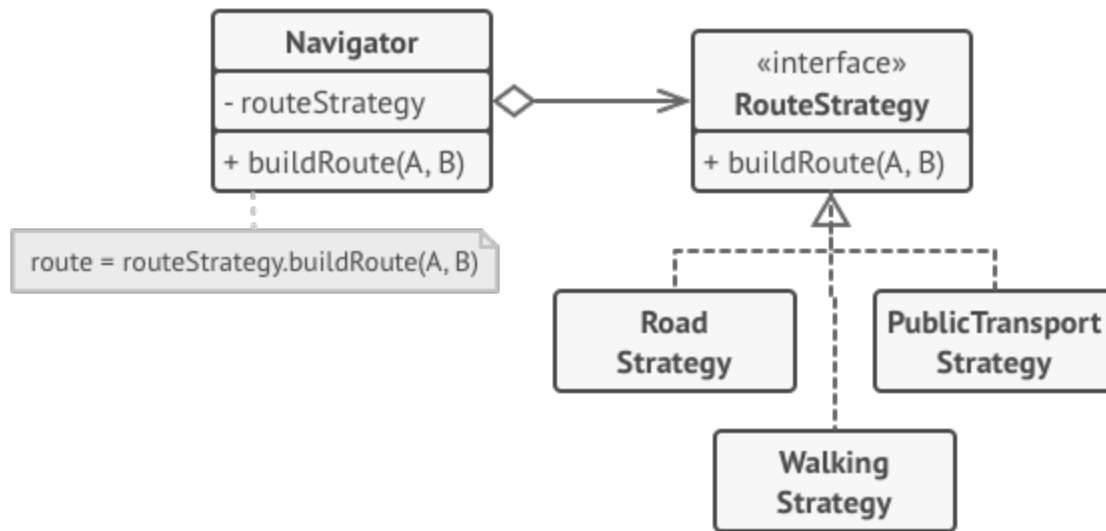 Navigator
- routeStrategy
+ buildRoute(A, B)
route = routeStrategy.buildRoute(A, B)
«interface»
RouteStrategy
+ buildRoute(A, B)
Road
Strategy
PublicTransport
Strategy
Walking
Strategy